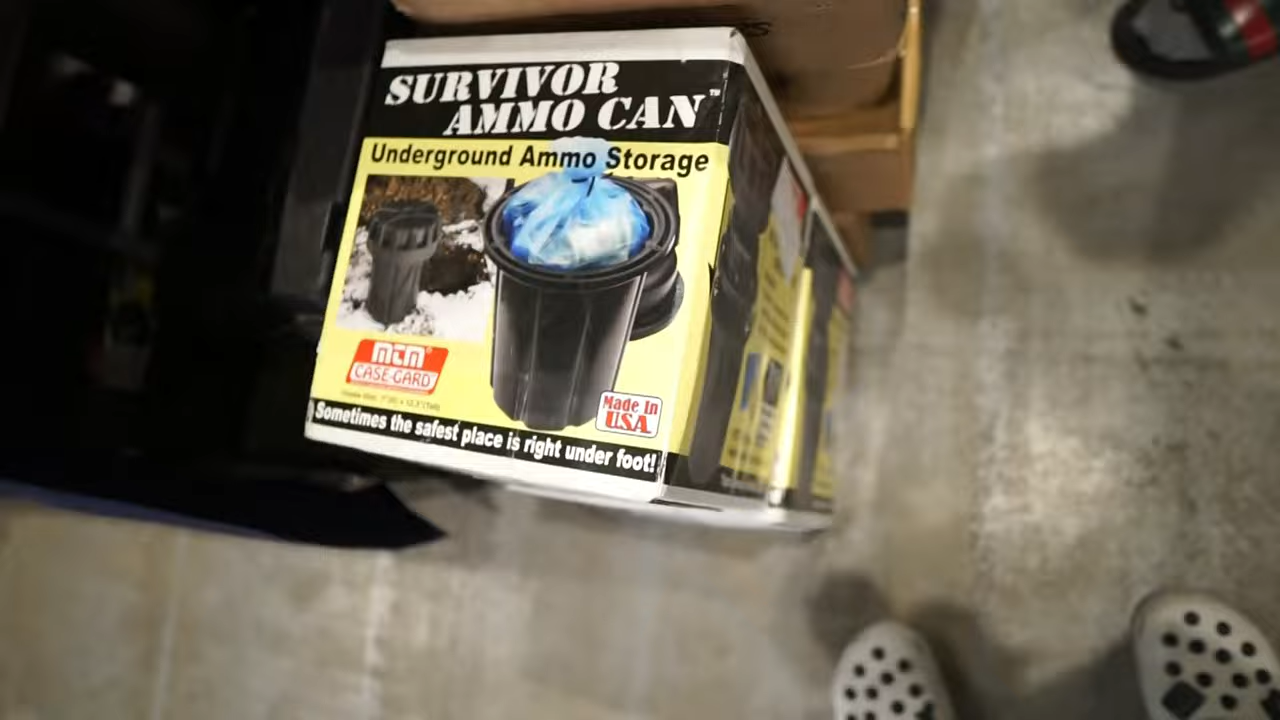 SURVIVOR
AMMO CAN™
Underground Ammo Storage
MTM®
CASE-GARD
Made In
USA
Sometimes the safest place is right under foot!